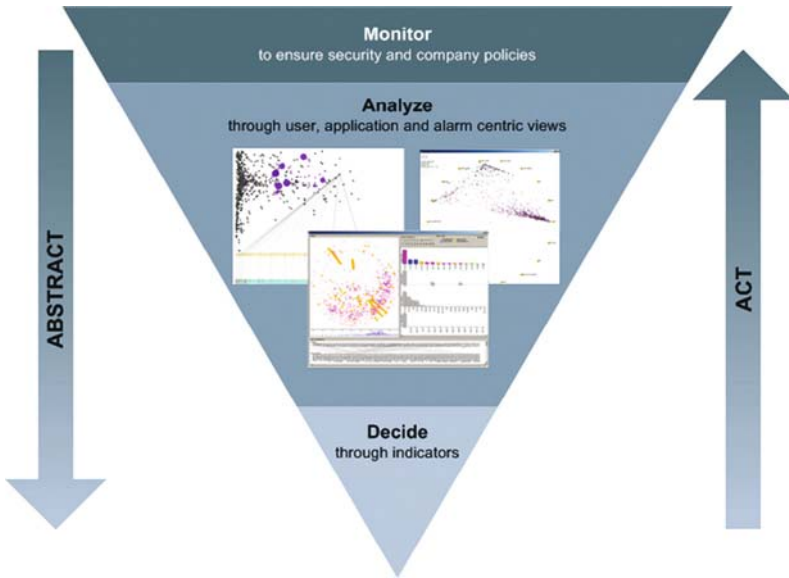 Monitor
to ensure security and company policies
Analyze
through user, application and alarm centric views
ABSTRACT
ACT
Decide
through indicators